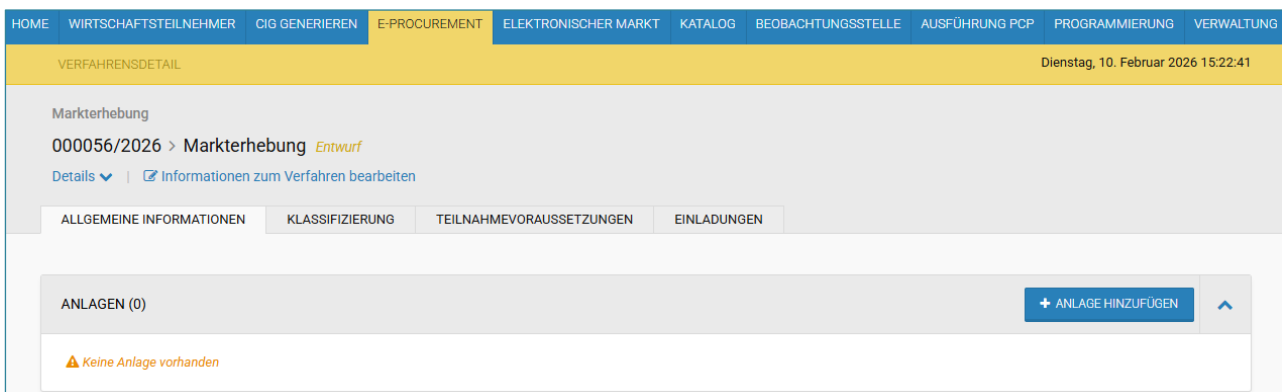 HOME WIRTSCHAFTSTEILNEHMER CIG GENERIEREN E-PROCUREMENT ELEKTRONISCHER MARKT KATALOG BEOBACHTUNGSSTELLE AUSFÜHRUNG PCP PROGRAMMIERUNG VERWALTUNG
VERFAHRENSDETAIL Dienstag, 10. Februar 2026 15:22:41
Markterhebung
000056/2026 > Markterhebung Entwurf
Details | Informationen zum Verfahren bearbeiten
ALLGEMEINE INFORMATIONEN KLASSIFIZIERUNG TEILNAHMEVORAUSSETZUNGEN EINLADUNGEN
ANLAGEN (0) + ANLAGE HINZUFÜGEN
Keine Anlage vorhanden